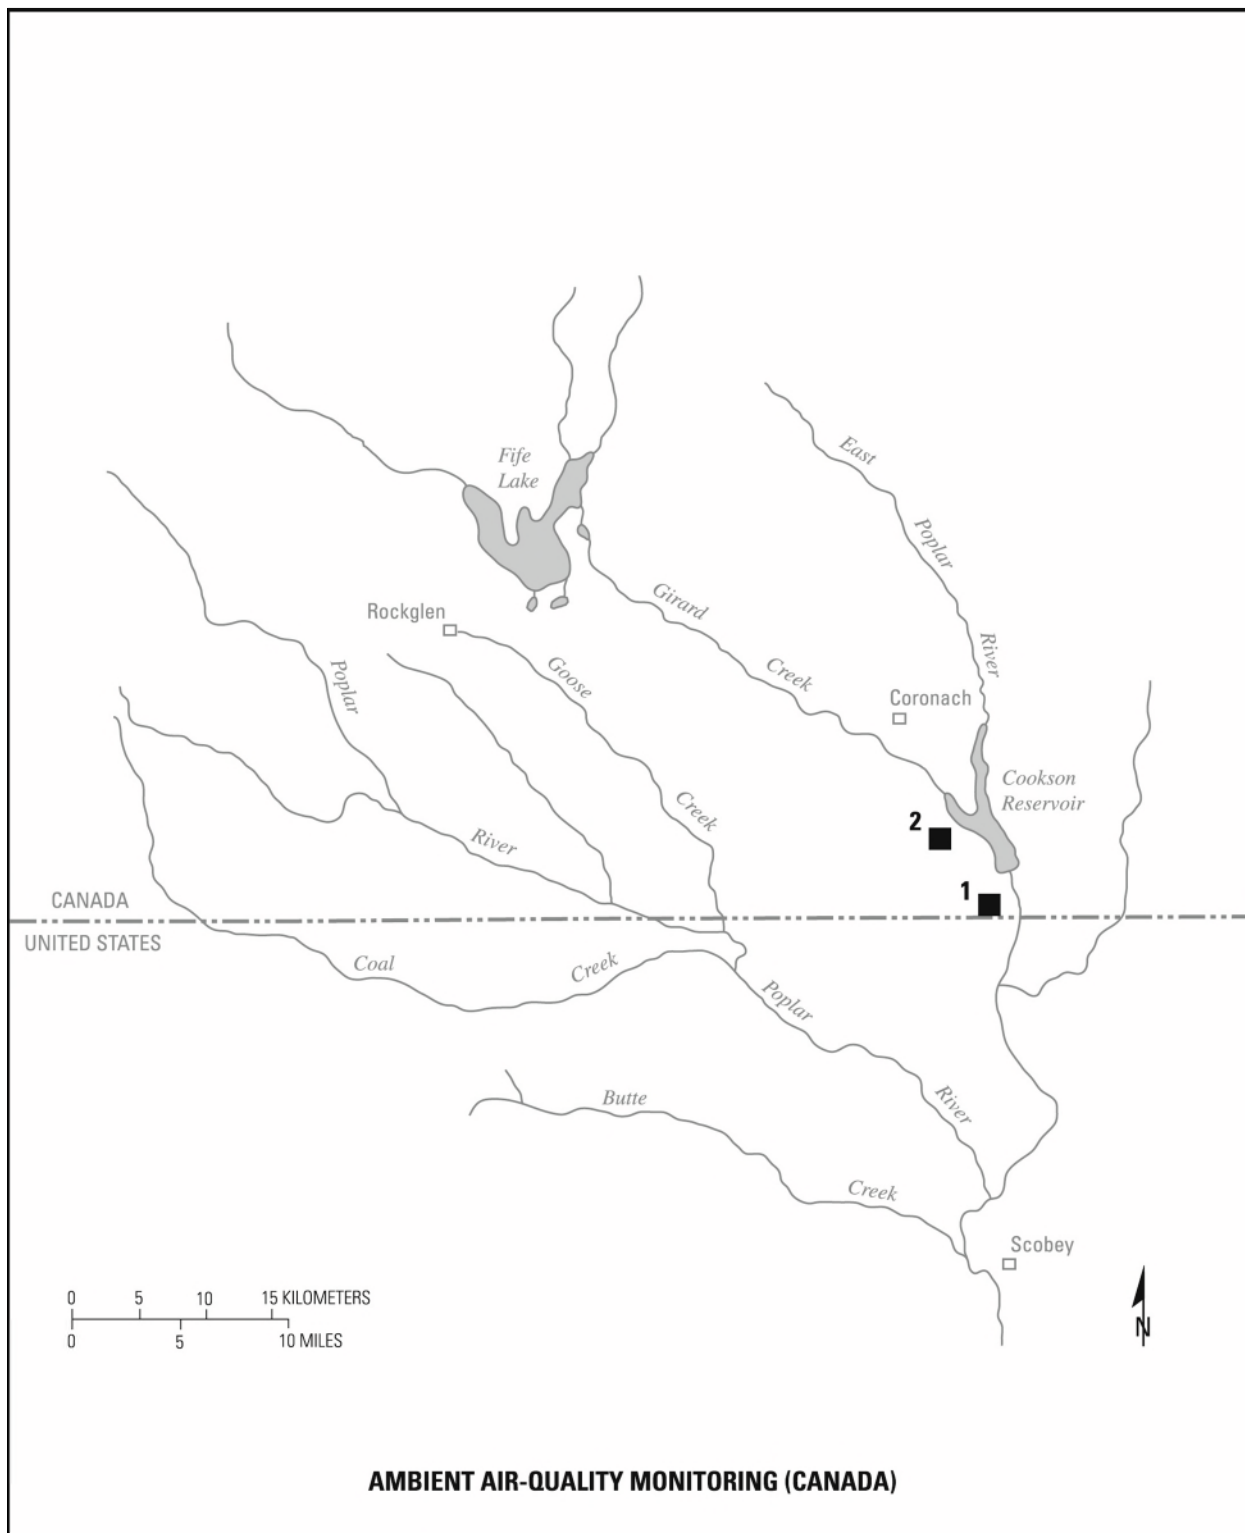 Fife
Lake
East
Poplar
River
Rockglen
Girard
Creek
Goose
Creek
Poplar
River
Coronach
Cookson
Reservoir
2
1
CANADA
UNITED STATES
Coal
Creek
Poplar
River
Butte
Creek
Scobey
0 5 10 15 KILOMETERS
0 5 10 MILES
N
AMBIENT AIR-QUALITY MONITORING (CANADA)